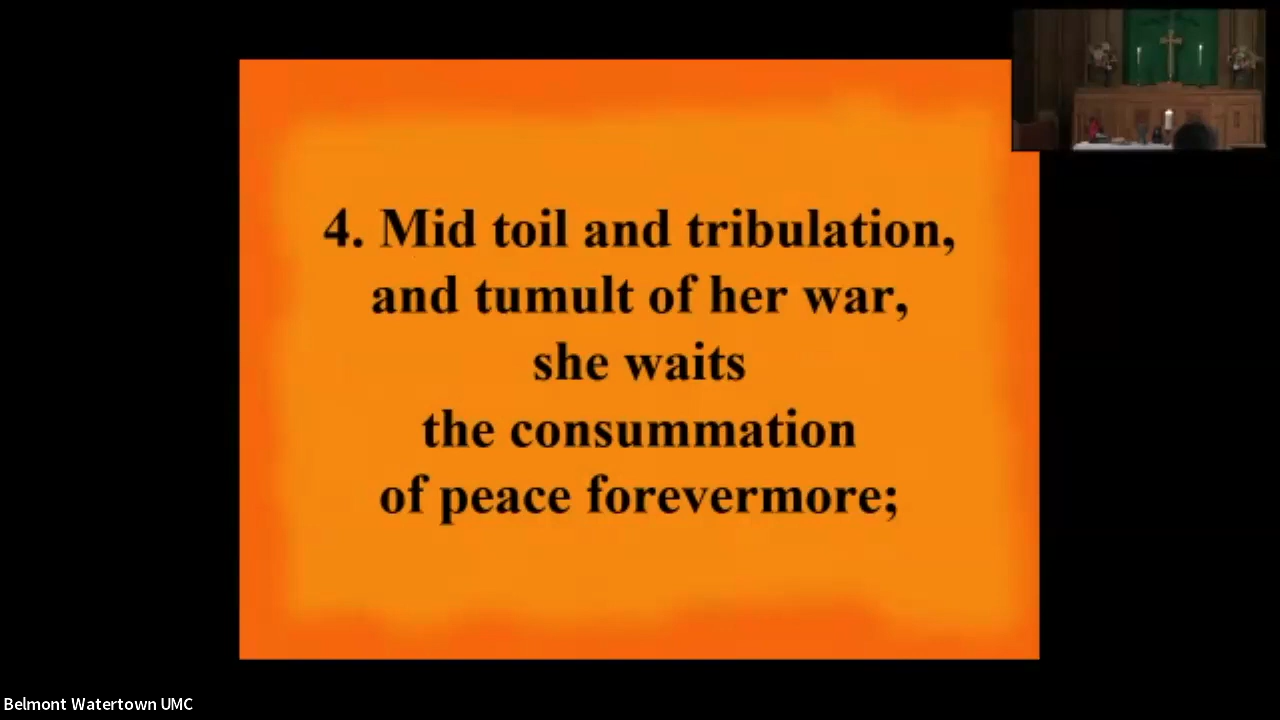 4. Mid toil and tribulation,
and tumult of her war,
she waits
the consummation
of peace forevermore;
Belmont Watertown UMC